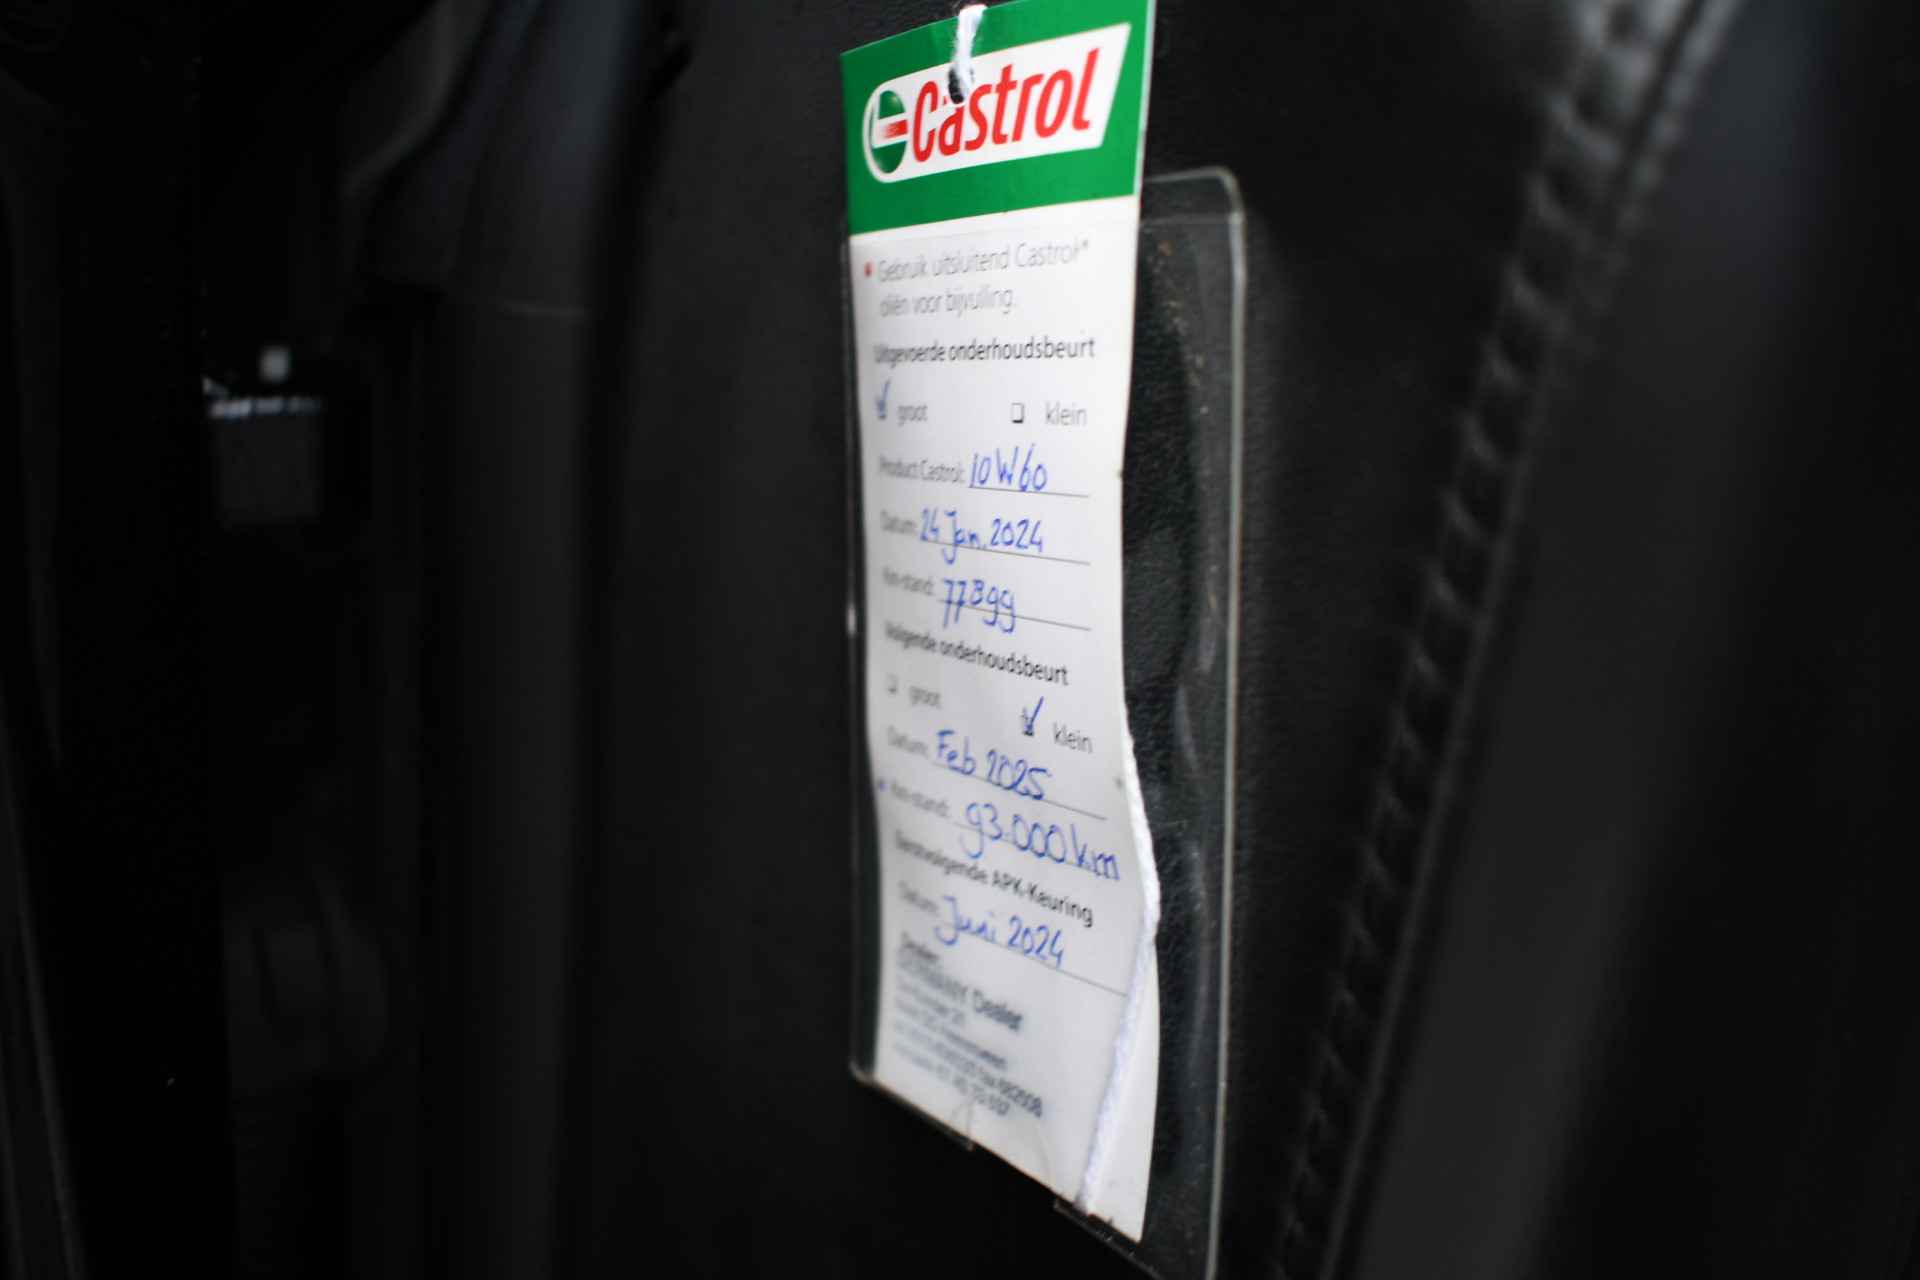 Castrol
Gebruik uitsluitend Castrol*
oliën voor bijvulling.
Uitgevoerde onderhoudsbeurt
groot klein
Product Castrol: 10W60
Datum: 24 Jan. 2024
Km-stand: 77899
Volgende onderhoudsbeurt
groot klein
Datum: Feb 2025
Km-stand: 93.000 km
Eerstvolgende APK-Keuring
Datum: Juni 2024
Dealer:
Dealer